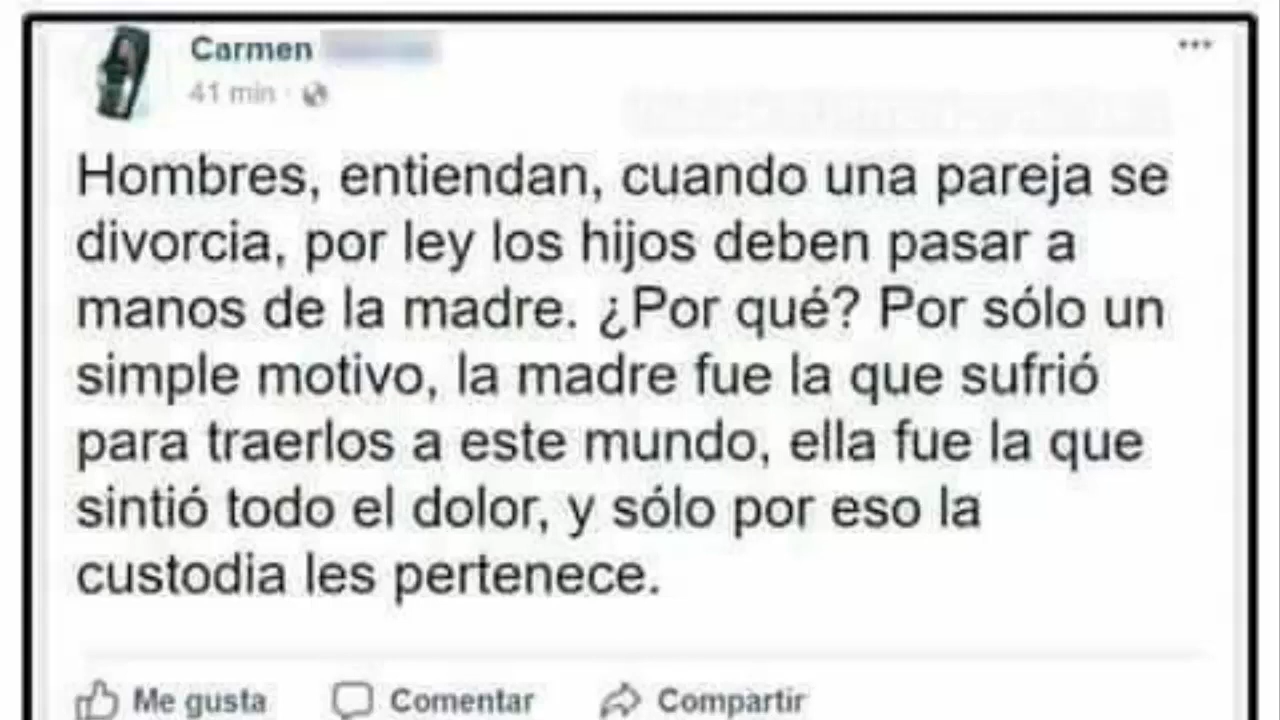 Carmen
41 min ·
Hombres, entiendan, cuando una pareja se
divorcia, por ley los hijos deben pasar a
manos de la madre. ¿Por qué? Por sólo un
simple motivo, la madre fue la que sufrió
para traerlos a este mundo, ella fue la que
sintió todo el dolor, y sólo por eso la
custodia les pertenece.
Me gusta Comentar Compartir